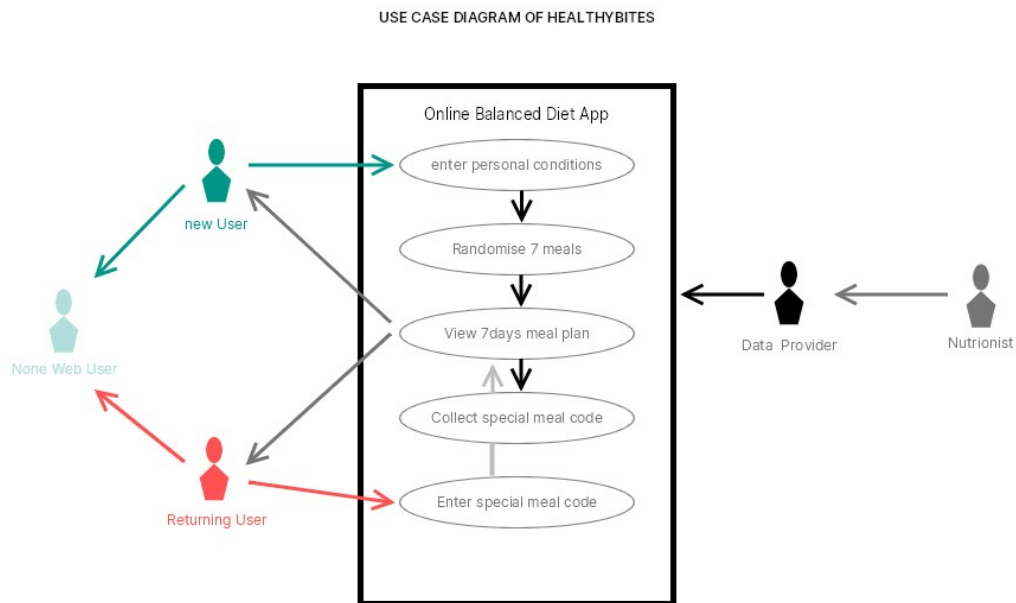 USE CASE DIAGRAM OF HEALTHYBITES
Online Balanced Diet App
enter personal conditions
new User
Randomise 7 meals
View 7days meal plan
Data Provider
Nutrionist
None Web User
Collect special meal code
Enter special meal code
Returning User